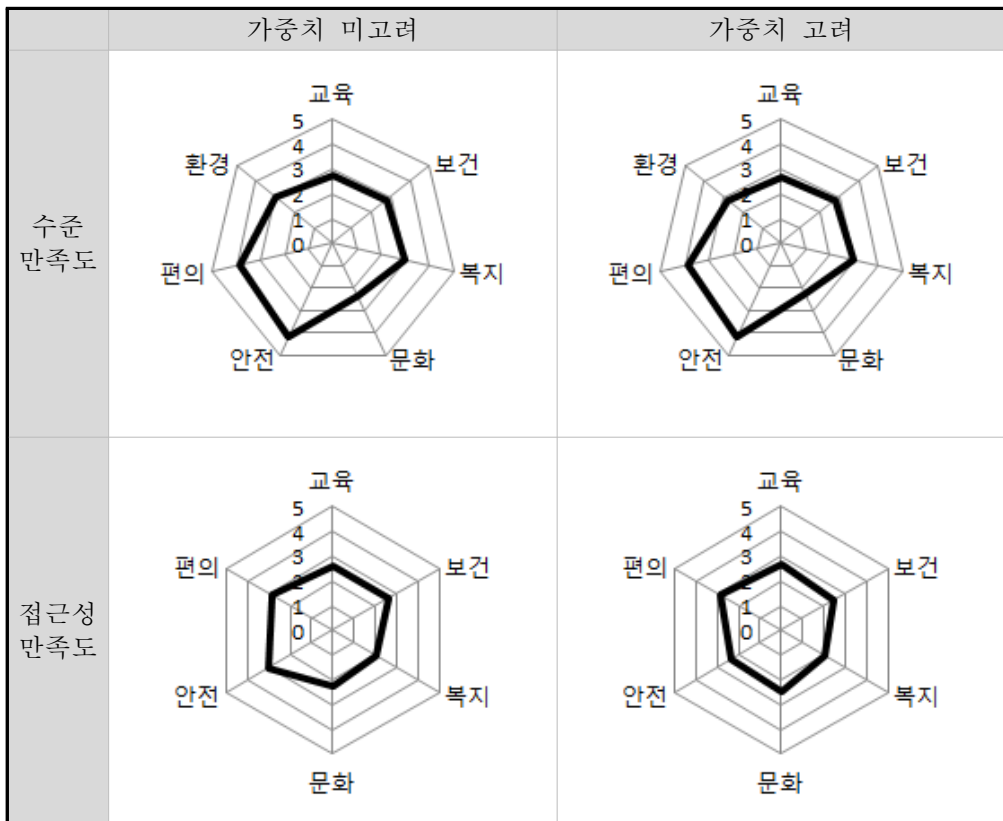 가중치 미고려
가중치 고려
수준
만족도
교육
보건
복지
문화
안전
편의
환경
5
4
3
2
1
0
교육
보건
복지
문화
안전
편의
환경
5
4
3
2
1
0
접근성
만족도
교육
보건
복지
문화
안전
편의
5
4
3
2
1
0
교육
보건
복지
문화
안전
편의
5
4
3
2
1
0